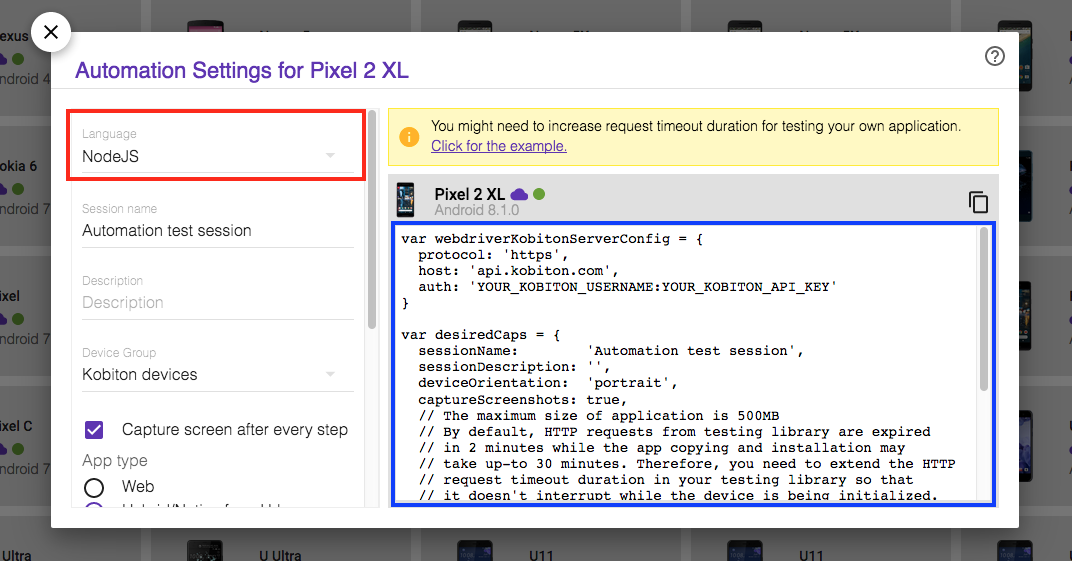 exus
Android 4
okia 6
ndroid 7
ixel
ndroid 7
ixel C
ndroid 7
Ultra
U Ultra
U11
U11
Automation Settings for Pixel 2 XL
Language
NodeJS
Session name
Automation test session
Description
Description
Device Group
Kobiton devices
Capture screen after every step
App type
Web
You might need to increase request timeout duration for testing your own application.
Click for the example.
Pixel 2 XL
Android 8.1.0
var webdriverKobitonServerConfig = {
  protocol: 'https',
  host: 'api.kobiton.com',
  auth: 'YOUR_KOBITON_USERNAME:YOUR_KOBITON_API_KEY'
}
var desiredCaps = {
  sessionName:        'Automation test session',
  sessionDescription: '',
  deviceOrientation:  'portrait',
  captureScreenshots: true,
  // The maximum size of application is 500MB
  // By default, HTTP requests from testing library are expired
  // in 2 minutes while the app copying and installation may
  // take up-to 30 minutes. Therefore, you need to extend the HTTP
  // request timeout duration in your testing library so that
  // it doesn't interrupt while the device is being initialized.